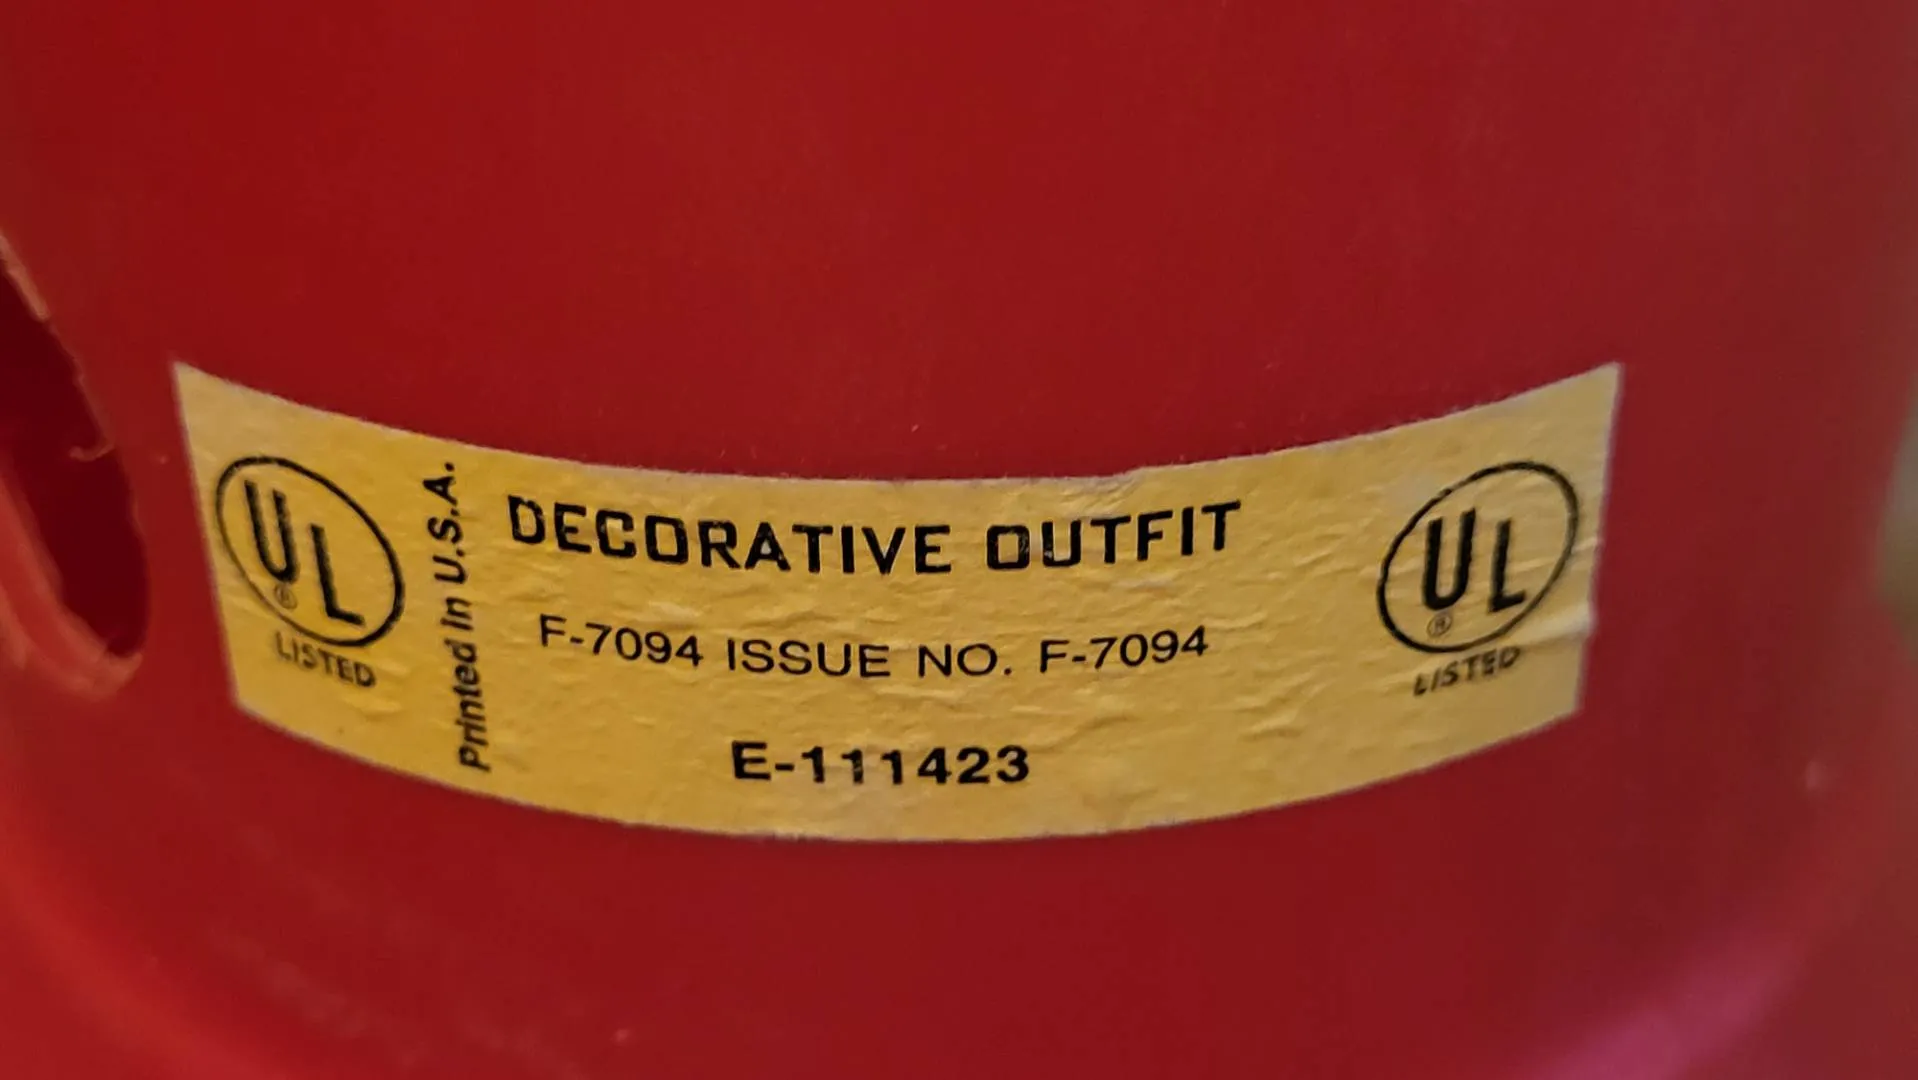 UL
®
LISTED
Printed In U.S.A.
DECORATIVE OUTFIT
F-7094 ISSUE NO. F-7094
E-111423
UL
®
LISTED